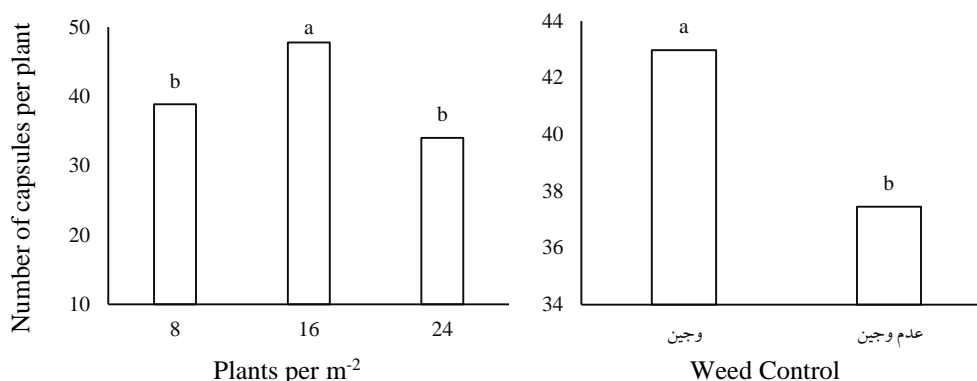 Number of capsules per plant
50
40
30
20
10
b
a
b
8
16
24
Plants per m-2
44
42
40
38
36
34
a
b
وجین
عدم وجین
Weed Control